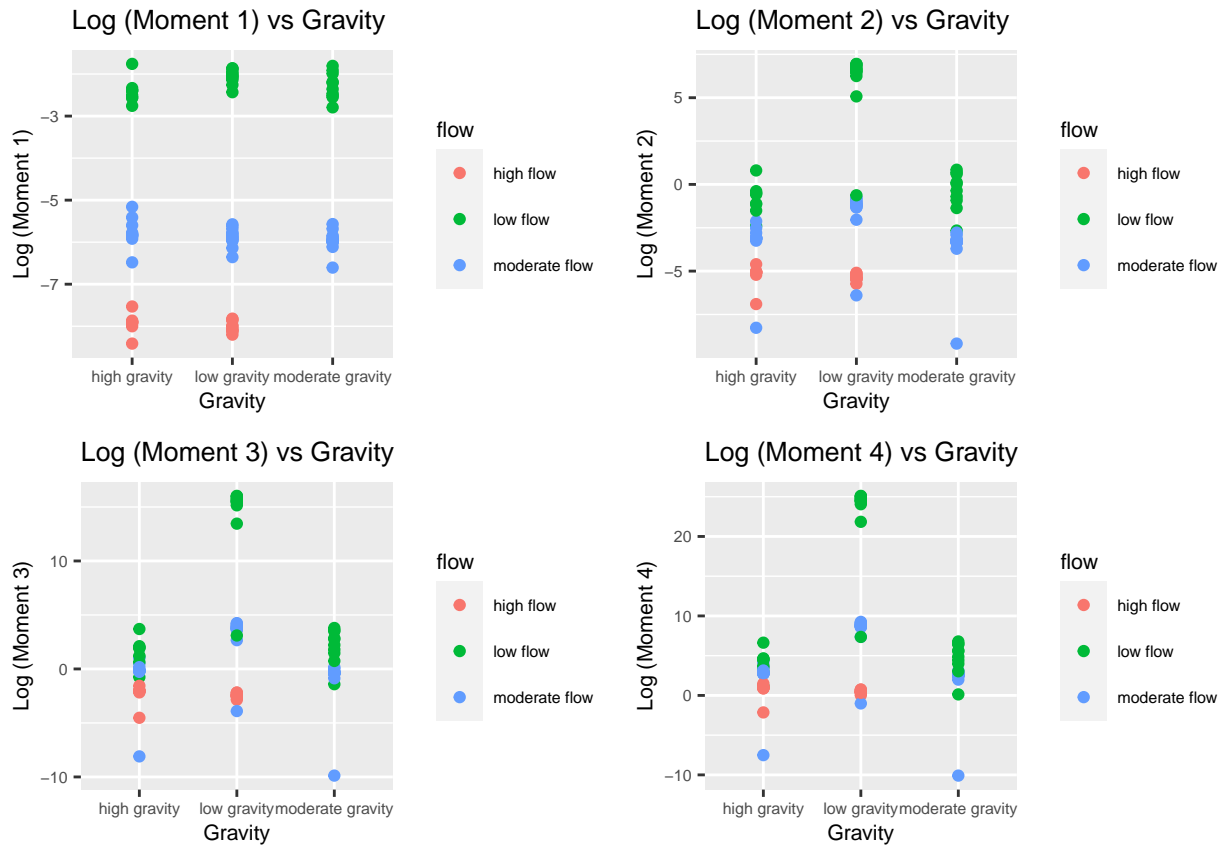 Log (Moment 1) vs Gravity
Log (Moment 1)
−3
−5
−7
high gravity
low gravity
moderate gravity
Gravity
flow
high flow
low flow
moderate flow
Log (Moment 2) vs Gravity
Log (Moment 2)
5
0
−5
high gravity
low gravity
moderate gravity
Gravity
flow
high flow
low flow
moderate flow
Log (Moment 3) vs Gravity
Log (Moment 3)
10
0
−10
high gravity
low gravity
moderate gravity
Gravity
flow
high flow
low flow
moderate flow
Log (Moment 4) vs Gravity
Log (Moment 4)
20
10
0
−10
high gravity
low gravity
moderate gravity
Gravity
flow
high flow
low flow
moderate flow